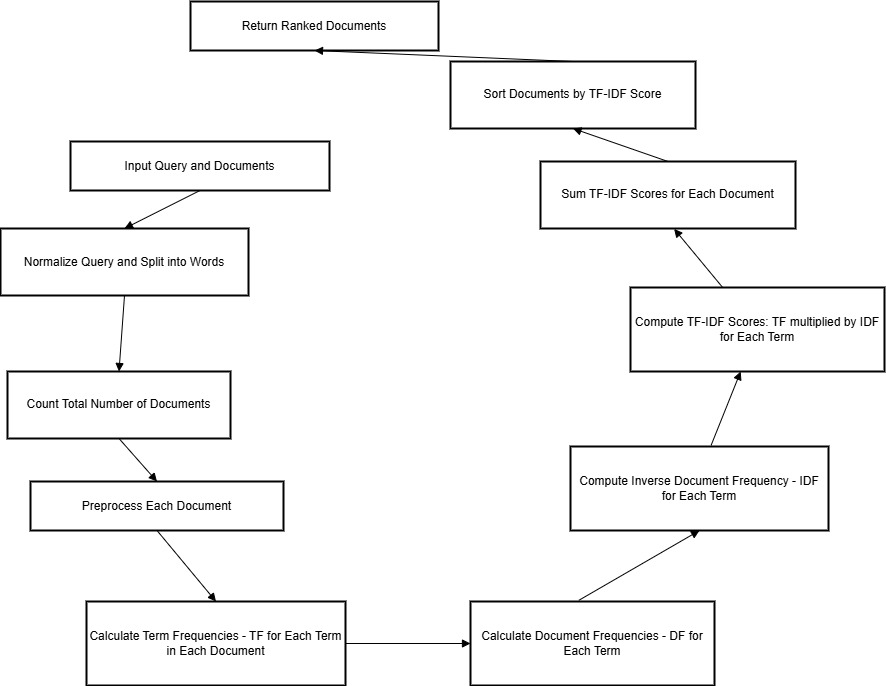 Return Ranked Documents
Sort Documents by TF-IDF Score
Input Query and Documents
Sum TF-IDF Scores for Each Document
Normalize Query and Split into Words
Compute TF-IDF Scores: TF multiplied by IDF
for Each Term
Count Total Number of Documents
Compute Inverse Document Frequency - IDF
for Each Term
Preprocess Each Document
Calculate Term Frequencies - TF for Each Term
in Each Document
Calculate Document Frequencies - DF for
Each Term